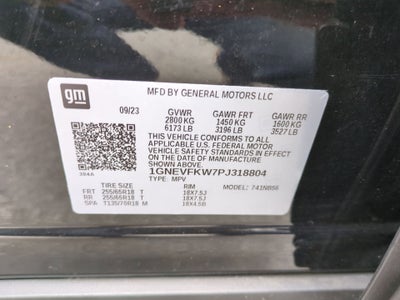 gm
MFD BY GENERAL MOTORS LLC
09/23 GVWR GAWR FRT GAWR RR
2800 KG 1450 KG 1600 KG
6173 LB 3196 LB 3527 LB
THIS VEHICLE CONFORMS TO ALL
APPLICABLE U.S. FEDERAL MOTOR
VEHICLE SAFETY STANDARDS IN EFFECT
ON THE DATE OF MANUFACTURE
SHOWN ABOVE.
1GNEVFKW7PJ318804
TYPE: MPV MODEL:
TIRE SIZE RIM
FRT 255/65R18 T 18X7.5J
RR 255/65R18 T 18X7.5J
SPA T135/70R18 M 18X4.5B